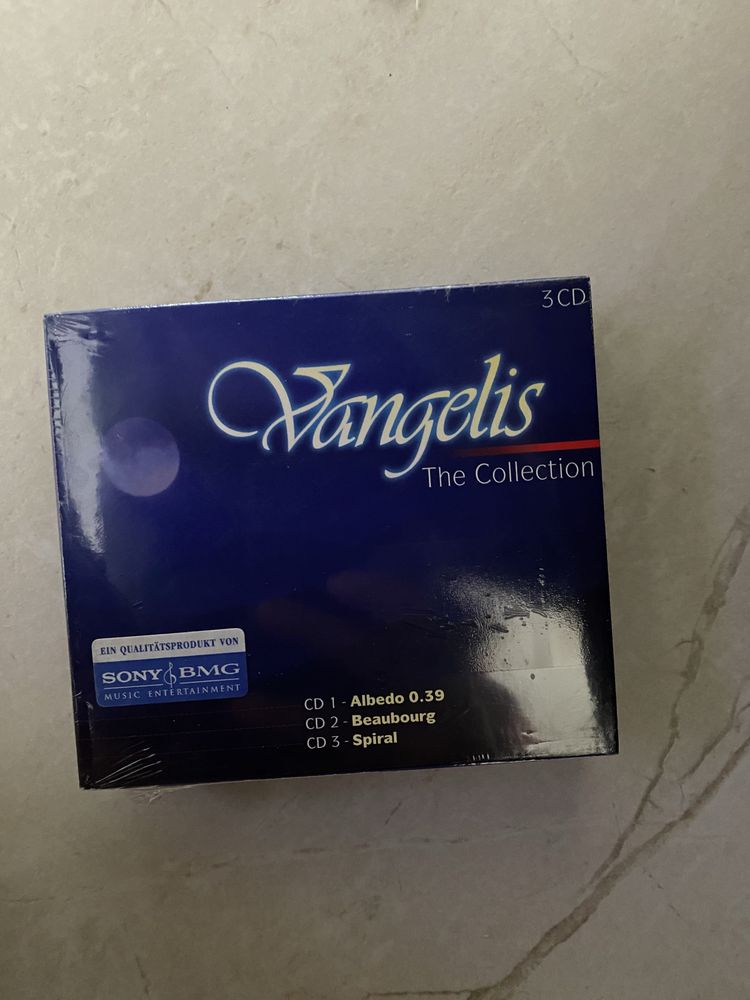 3CD
Vangelis
The Collection
EIN QUALITÄTSPRODUKT VON
SONY BMG
MUSIC ENTERTAINMENT
CD 1 - Albedo 0.39
CD 2 - Beaubourg
CD 3 - Spiral